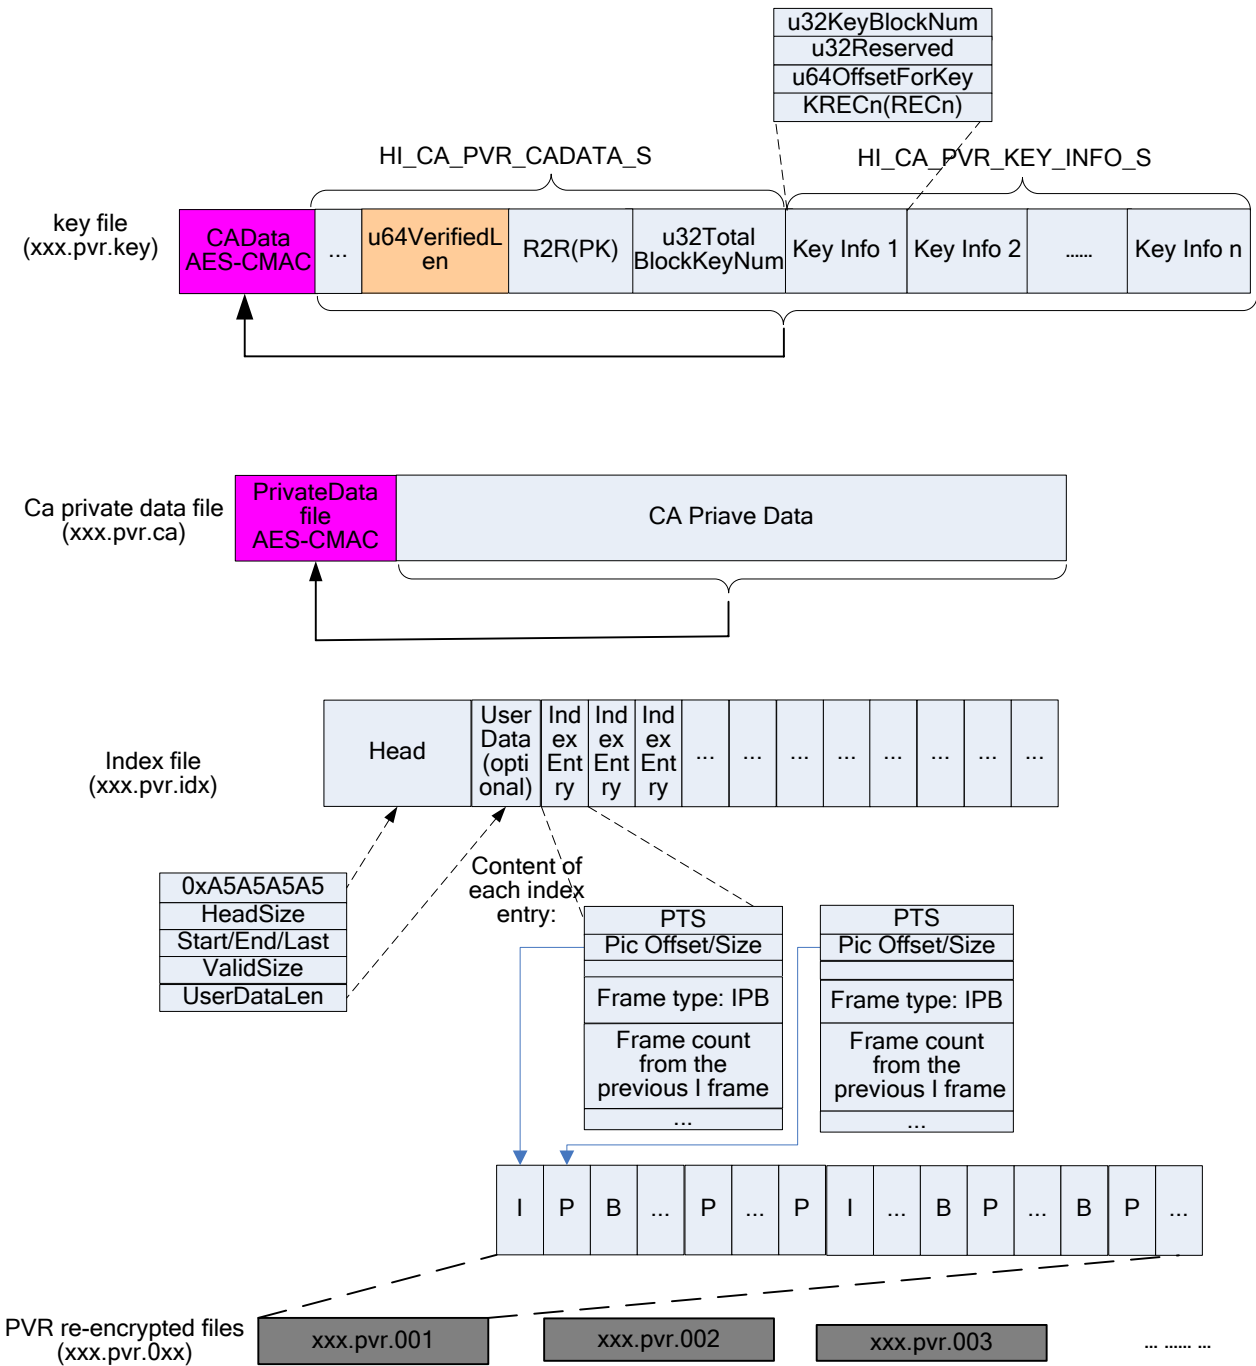 u32KeyBlockNum
u32Reserved
u64OffsetForKey
KRECn(RECn)
HI_CA_PVR_CADATA_S
HI_CA_PVR_KEY_INFO_S
key file
(xxx.pvr.key)
CAData
AES-CMAC
...
u64VerifiedL
en
R2R(PK)
u32Total
BlockKeyNum
Key Info 1
Key Info 2
......
Key Info n
Ca private data file
(xxx.pvr.ca)
PrivateData
file
AES-CMAC
CA Priave Data
Index file
(xxx.pvr.idx)
Head
User
Data
(opti
onal)
Ind
ex
Ent
ry
Ind
ex
Ent
ry
Ind
ex
Ent
ry
...
...
...
...
...
...
...
...
0xA5A5A5A5
HeadSize
Start/End/Last
ValidSize
UserDataLen
Content of
each index
entry:
PTS
Pic Offset/Size
Frame type: IPB
Frame count
from the
previous I frame
...
PTS
Pic Offset/Size
Frame type: IPB
Frame count
from the
previous I frame
...
I
P
B
...
P
...
P
I
...
B
P
...
B
P
...
PVR re-encrypted files
(xxx.pvr.0xx)
xxx.pvr.001
xxx.pvr.002
xxx.pvr.003
... ...... ...